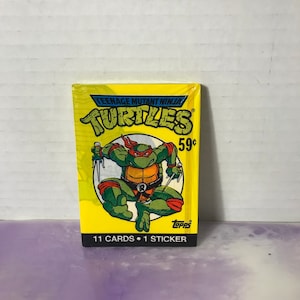 TEENAGE MUTANT NINJA
TURTLES
59¢
R
topps
11 CARDS • 1 STICKER